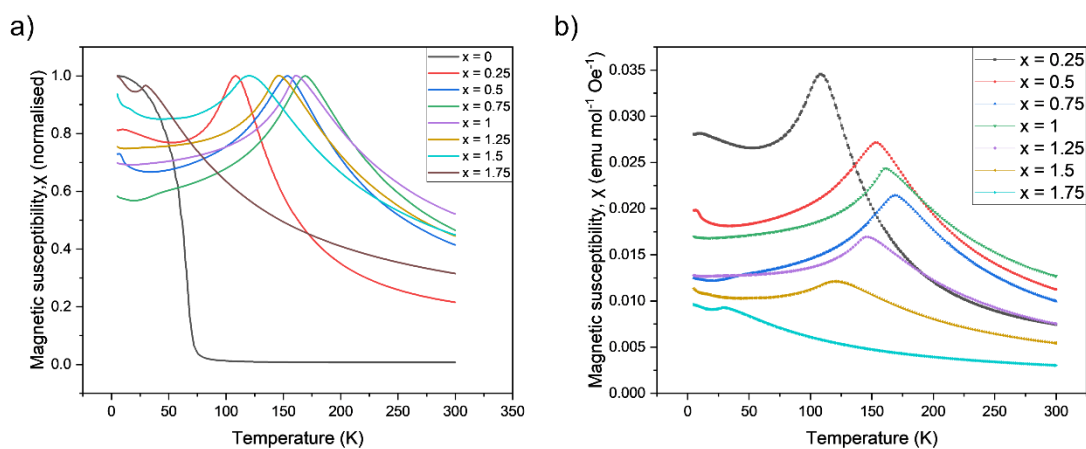 a)
Magnetic susceptibility,χ (normalised)
1.0
0.8
0.6
0.4
0.2
0.0
0 50 100 150 200 250 300 350
Temperature (K)
x = 0
x = 0.25
x = 0.5
x = 0.75
x = 1
x = 1.25
x = 1.5
x = 1.75
b)
Magnetic susceptibility, χ (emu mol⁻¹ Oe⁻¹)
0.035
0.030
0.025
0.020
0.015
0.010
0.005
0.000
0 50 100 150 200 250 300
Temperature (K)
x = 0.25
x = 0.5
x = 0.75
x = 1
x = 1.25
x = 1.5
x = 1.75